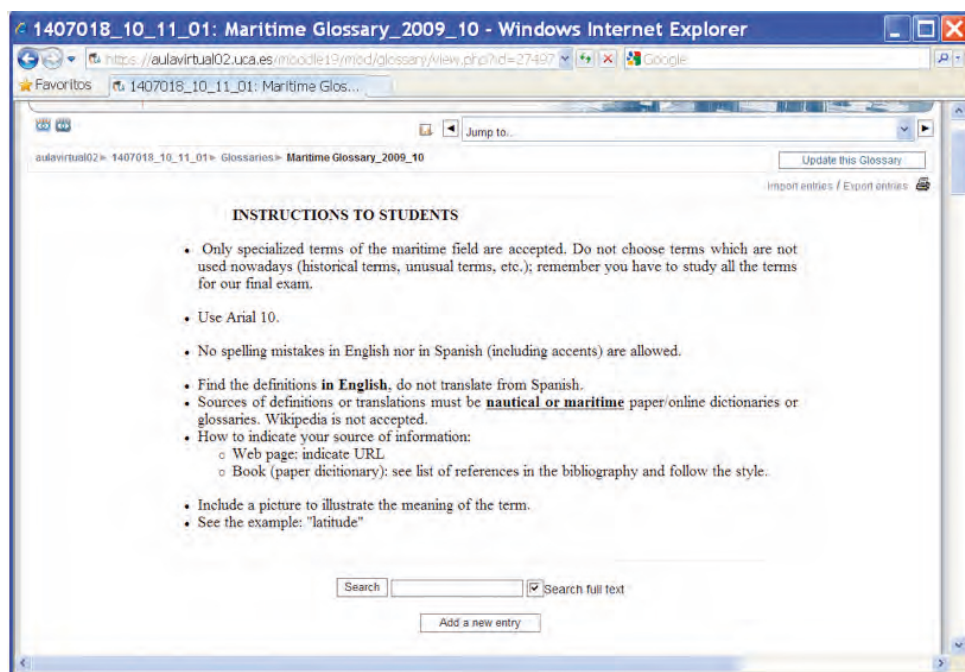 1407018_10_11_01: Maritime Glossary_2009_10 - Windows Internet Explorer
https://aulavirtual02.uca.es/moodle19/mod/glossary/view.php?id=27497
Google
Favoritos
1407018_10_11_01: Maritime Glos...
Jump to...
aulavirtual02 ► 1407018_10_11_01 ► Glossaries ► Maritime Glossary_2009_10
Update this Glossary
Import entries / Export entries
INSTRUCTIONS TO STUDENTS
• Only specialized terms of the maritime field are accepted. Do not choose terms which are not
used nowadays (historical terms, unusual terms, etc.); remember you have to study all the terms
for our final exam.
• Use Arial 10.
• No spelling mistakes in English nor in Spanish (including accents) are allowed.
• Find the definitions in English, do not translate from Spanish.
• Sources of definitions or translations must be nautical or maritime paper/online dictionaries or
glossaries. Wikipedia is not accepted.
• How to indicate your source of information:
○ Web page: indicate URL
○ Book (paper dicitionary): see list of references in the bibliography and follow the style.
• Include a picture to illustrate the meaning of the term.
• See the example: "latitude"
Search
Search full text
Add a new entry